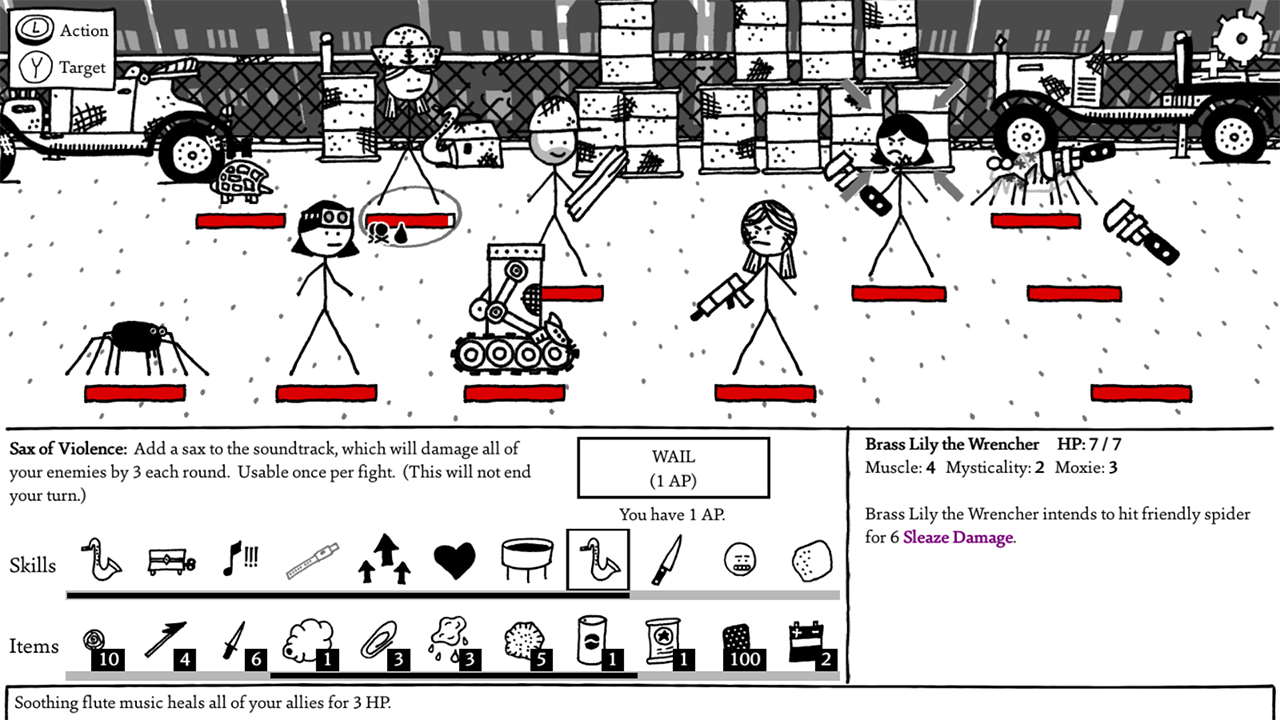 L Action
Y Target
Sax of Violence: Add a sax to the soundtrack, which will damage all of
your enemies by 3 each round. Usable once per fight. (This will not end
your turn.)
WAIL
(1 AP)
You have 1 AP.
Skills
Items
10 4 6 1 3 3 5 1 1 100 2
Brass Lily the Wrencher HP: 7 / 7
Muscle: 4 Mysticality: 2 Moxie: 3
Brass Lily the Wrencher intends to hit friendly spider
for 6 Sleaze Damage.
Soothing flute music heals all of your allies for 3 HP.